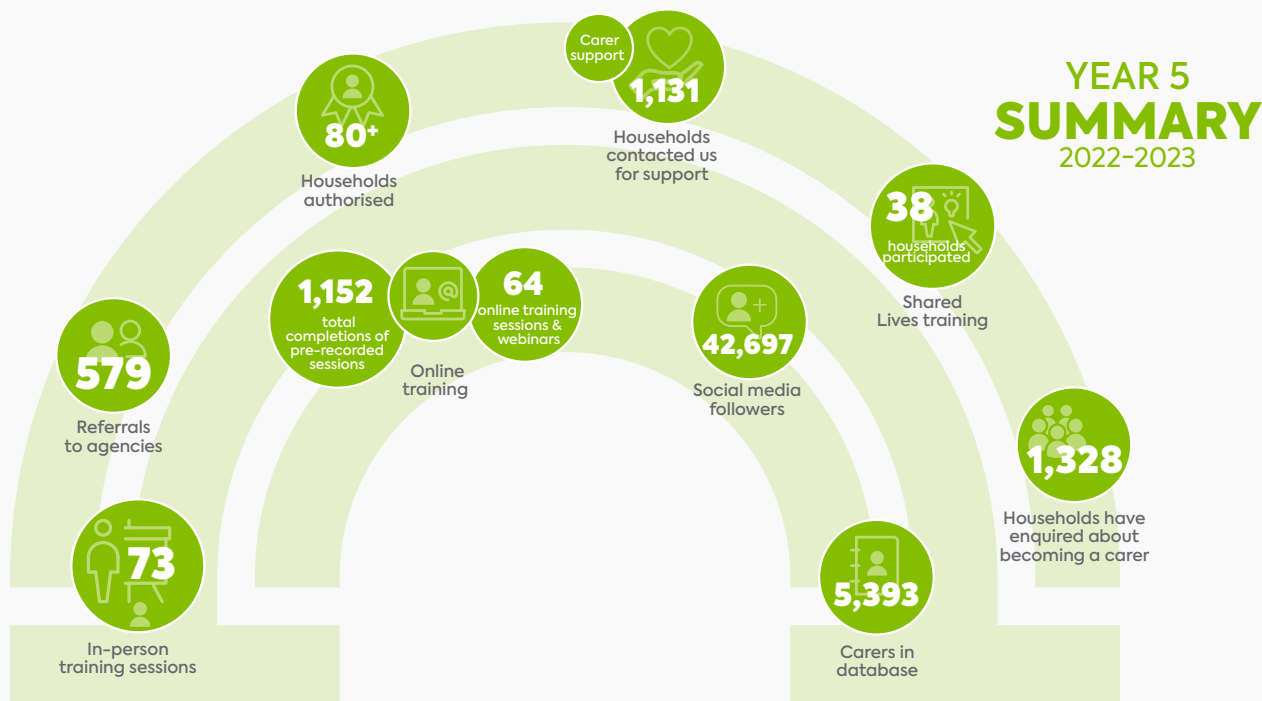 YEAR 5
SUMMARY
2022-2023
Carer
support
1,131
Households
contacted us
for support
80+
Households
authorised
38
households
participated
Shared
Lives training
1,152
total
completions of
pre-recorded
sessions
@
Online
training
64
online training
sessions &
webinars
42,697
Social media
followers
579
Referrals
to agencies
1,328
Households have
enquired about
becoming a carer
73
In-person
training sessions
5,393
Carers in
database